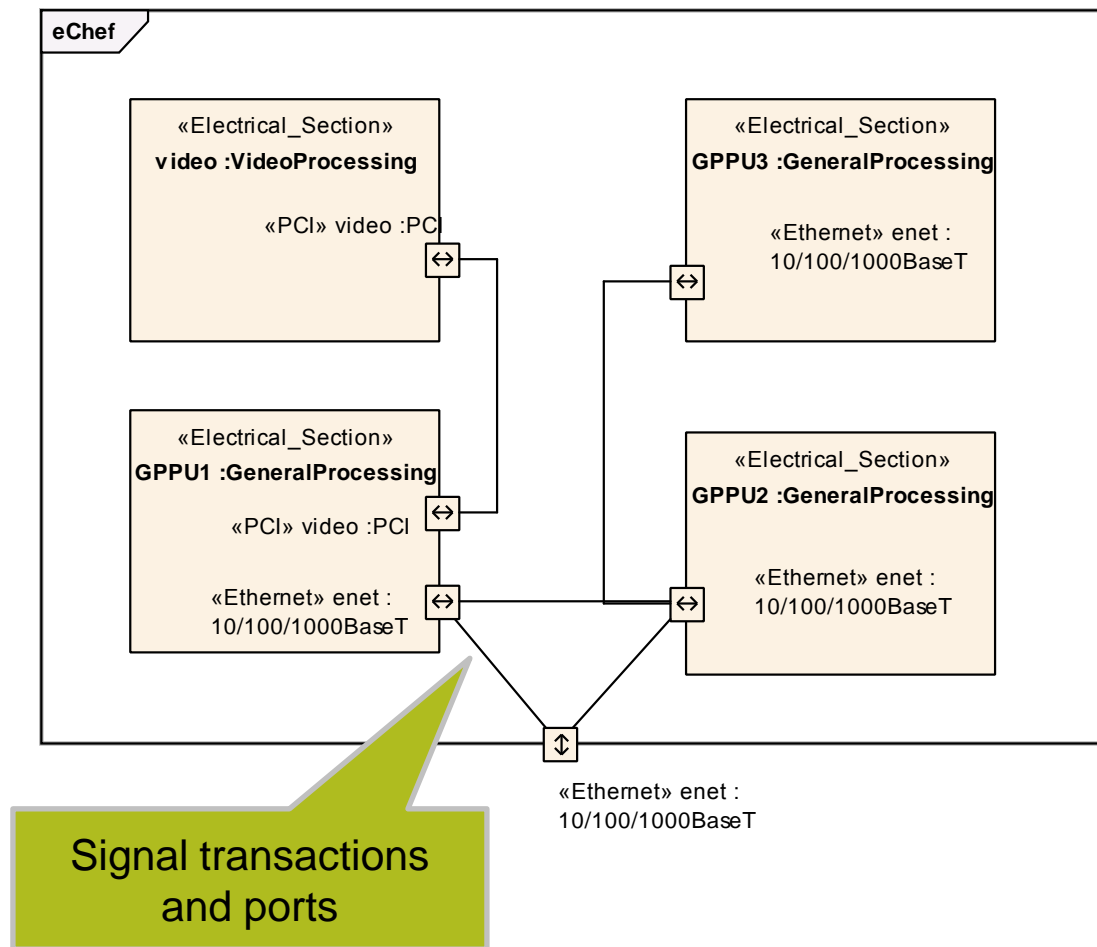 eChef
«Electrical_Section»
video :VideoProcessing
«PCI» video :PCI
«Electrical_Section»
GPPU3 :GeneralProcessing
«Ethernet» enet :
10/100/1000BaseT
«Electrical_Section»
GPPU1 :GeneralProcessing
«PCI» video :PCI
«Ethernet» enet :
10/100/1000BaseT
«Electrical_Section»
GPPU2 :GeneralProcessing
«Ethernet» enet :
10/100/1000BaseT
«Ethernet» enet :
10/100/1000BaseT
Signal transactions
and ports